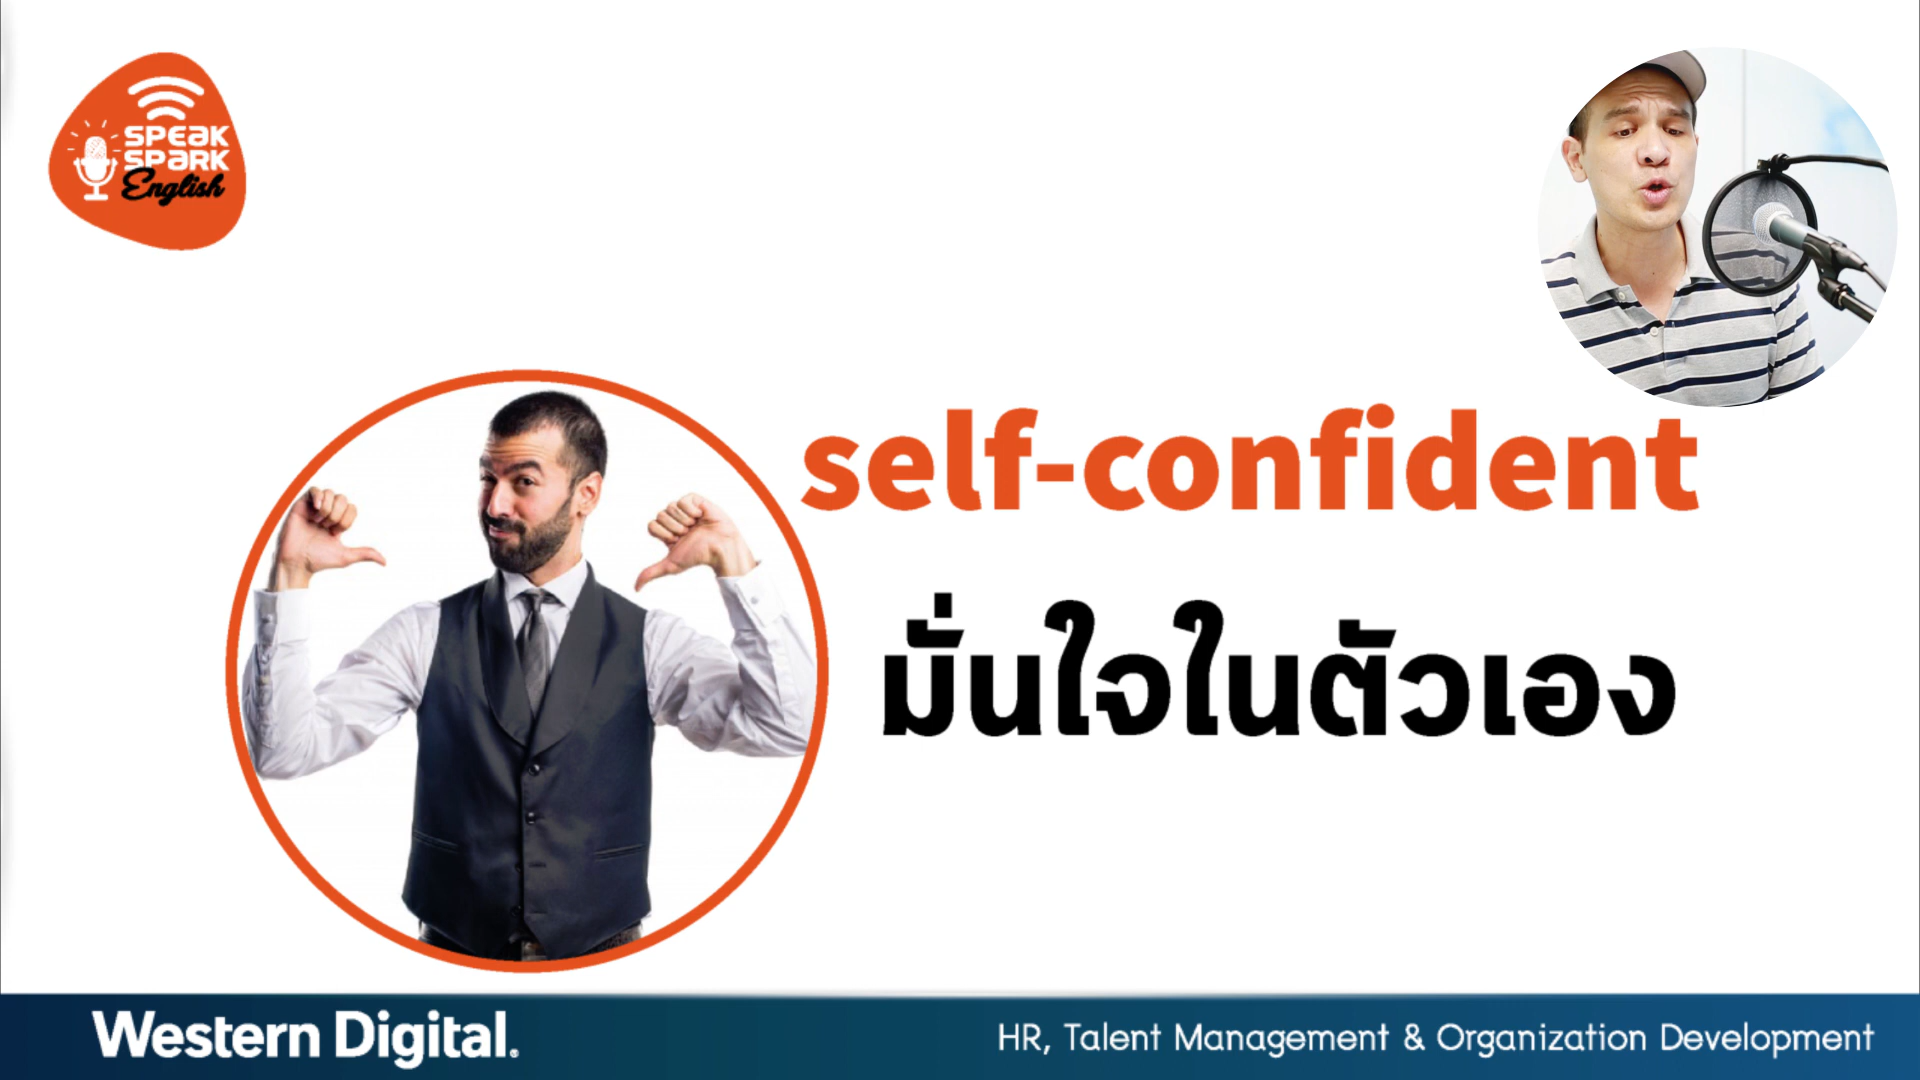 SPEAK
SPARK
English
self-confident
มั่นใจในตัวเอง
Western Digital.
HR, Talent Management & Organization Development